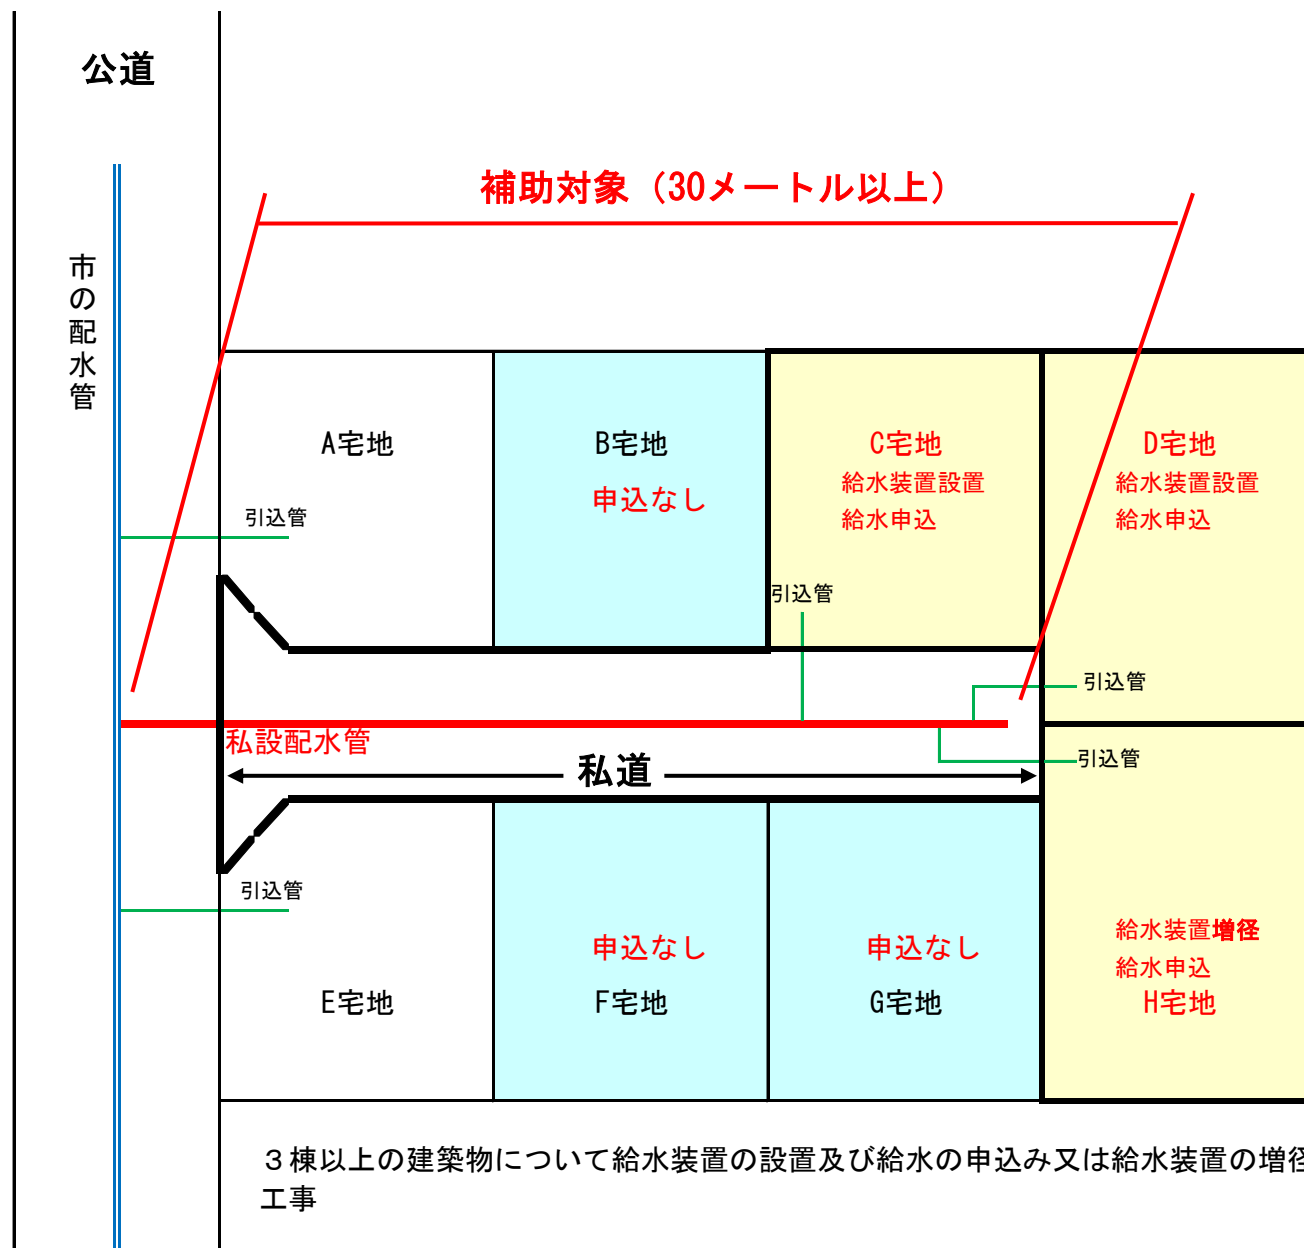 公道
補助対象（30メートル以上）
市の配水管
A宅地
B宅地
申込なし
C宅地
給水装置設置
給水申込
D宅地
給水装置設置
給水申込
引込管
引込管
引込管
私設配水管
私道
引込管
引込管
E宅地
申込なし
F宅地
申込なし
G宅地
給水装置増径
給水申込
H宅地
３棟以上の建築物について給水装置の設置及び給水の申込み又は給水装置の増径
工事